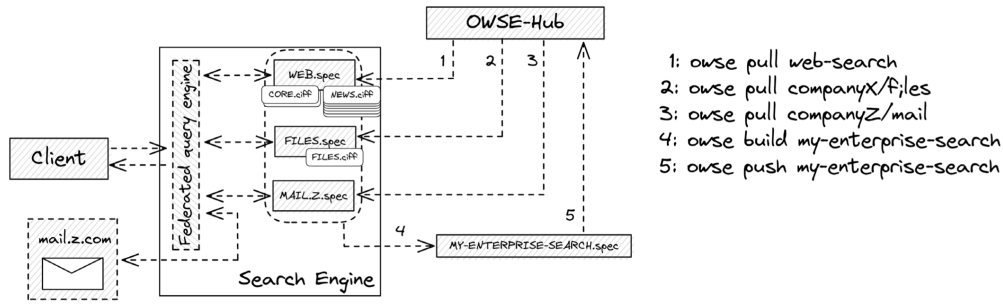 OWSE-Hub
1
2
3
WEB.spec
CORE.ciff
NEWS.ciff
Federated query engine
FILES.spec
FILES.ciff
Client
MAIL.Z.spec
mail.z.com
4
5
MY-ENTERPRISE-SEARCH.spec
Search Engine
1: owse pull web-search
2: owse pull companyX/files
3: owse pull companyZ/mail
4: owse build my-enterprise-search
5: owse push my-enterprise-search